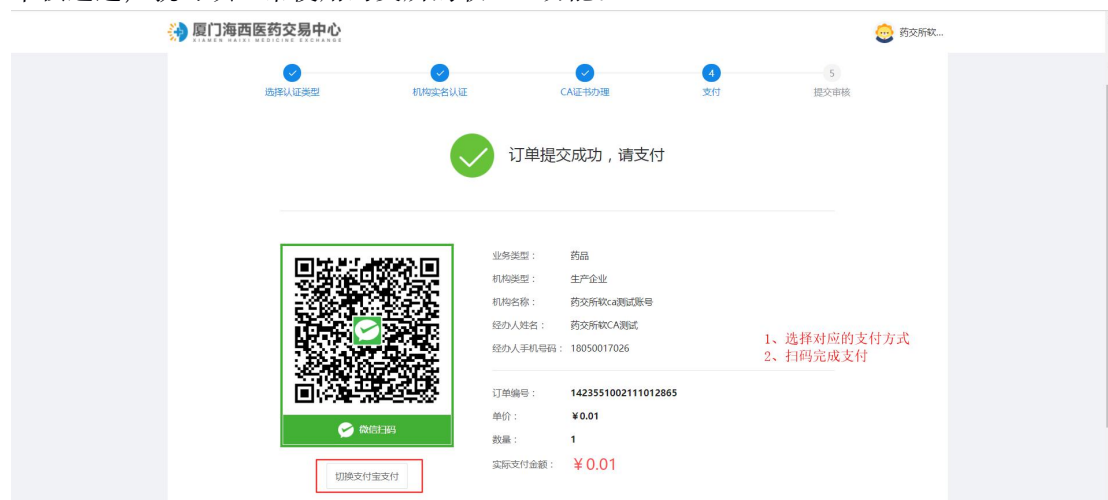 厦门海西医药交易中心
XIAMEN HAIXI MEDICINE EXCHANGE
药交所软...
4
5
选择认证类型
机构实名认证
CA证书办理
支付
提交审核
订单提交成功，请支付
业务类型： 药品
机构类型： 生产企业
机构名称： 药交所软ca测试账号
经办人姓名： 药交所软CA测试
经办人手机号码： 18050017026
1、选择对应的支付方式
2、扫码完成支付
订单编号： 1423551002111012865
单价： ¥0.01
数量： 1
实际支付金额： ¥0.01
微信扫码
切换支付宝支付